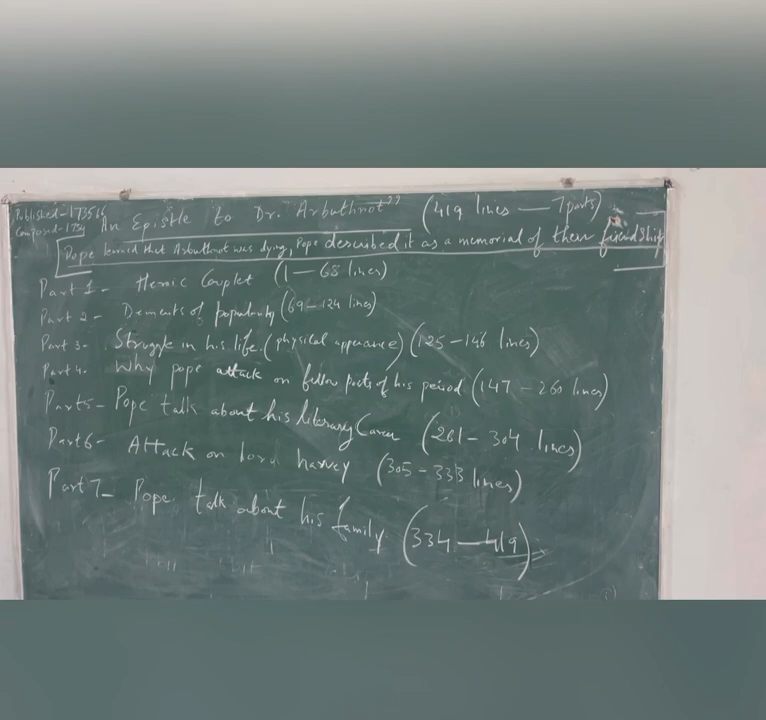 Published - 1735
Composed - 1734
An Epistle to Dr. Arbuthnot" (419 lines — 7 parts)
Pope learned that Arbuthnot was dying, Pope described it as a memorial of their friendship
Part 1 - Heroic Couplet (1 — 68 lines)
Part 2 - of popularity (69 — 124 lines)
Part 3 - Struggle in his life. (physical apperance) (125 - 146 lines)
Part 4. Why pope attack on fellow poets of his period (147 - 260 lines)
Part 5 - Pope talk about his literary Career (261 - 304 lines)
Part 6 - Attack on lord harvey (305 - 333 lines)
Part 7 - Pope talk about his family (334 — 419)